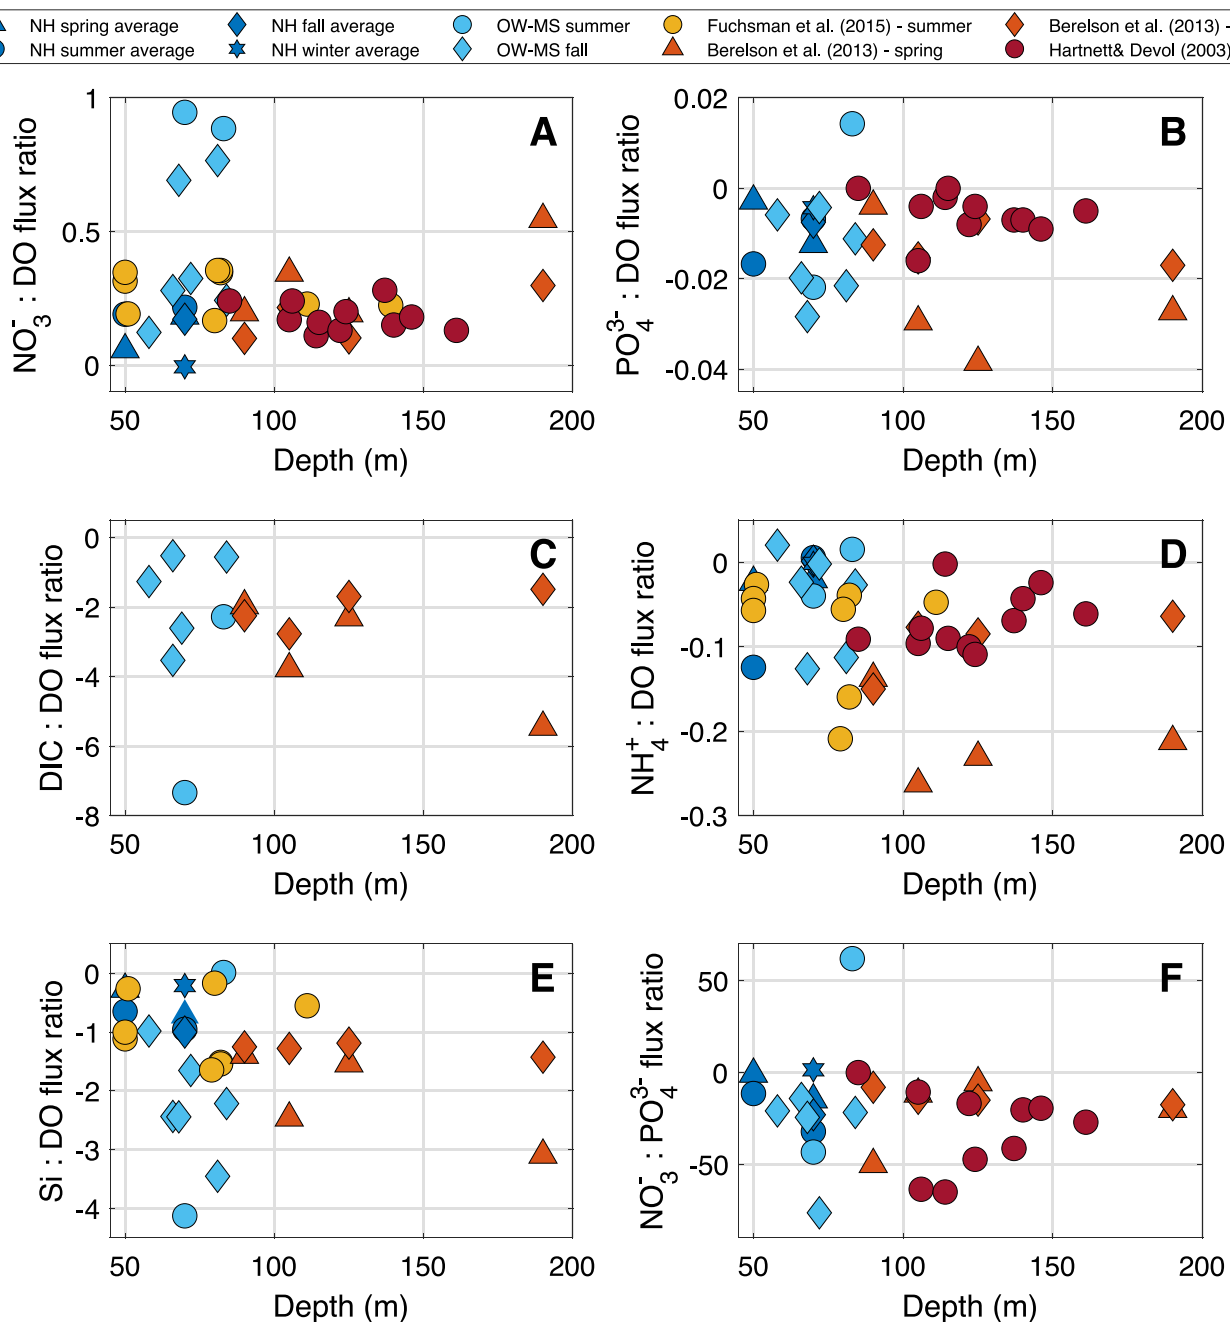 NH spring average NH fall average OW-MS summer Fuchsman et al. (2015) - summer Berelson et al. (2013) -
NH summer average NH winter average OW-MS fall Berelson et al. (2013) - spring Hartnett& Devol (2003)
A
NO₃⁻ : DO flux ratio
1
0.5
0
50 100 150 200
Depth (m)
B
PO₄³⁻ : DO flux ratio
0.02
0
-0.02
-0.04
50 100 150 200
Depth (m)
C
DIC : DO flux ratio
0
-2
-4
-6
-8
50 100 150 200
Depth (m)
D
NH₄⁺ : DO flux ratio
0
-0.1
-0.2
-0.3
50 100 150 200
Depth (m)
E
Si : DO flux ratio
0
-1
-2
-3
-4
50 100 150 200
Depth (m)
F
NO₃⁻ : PO₄³⁻ flux ratio
50
0
-50
50 100 150 200
Depth (m)